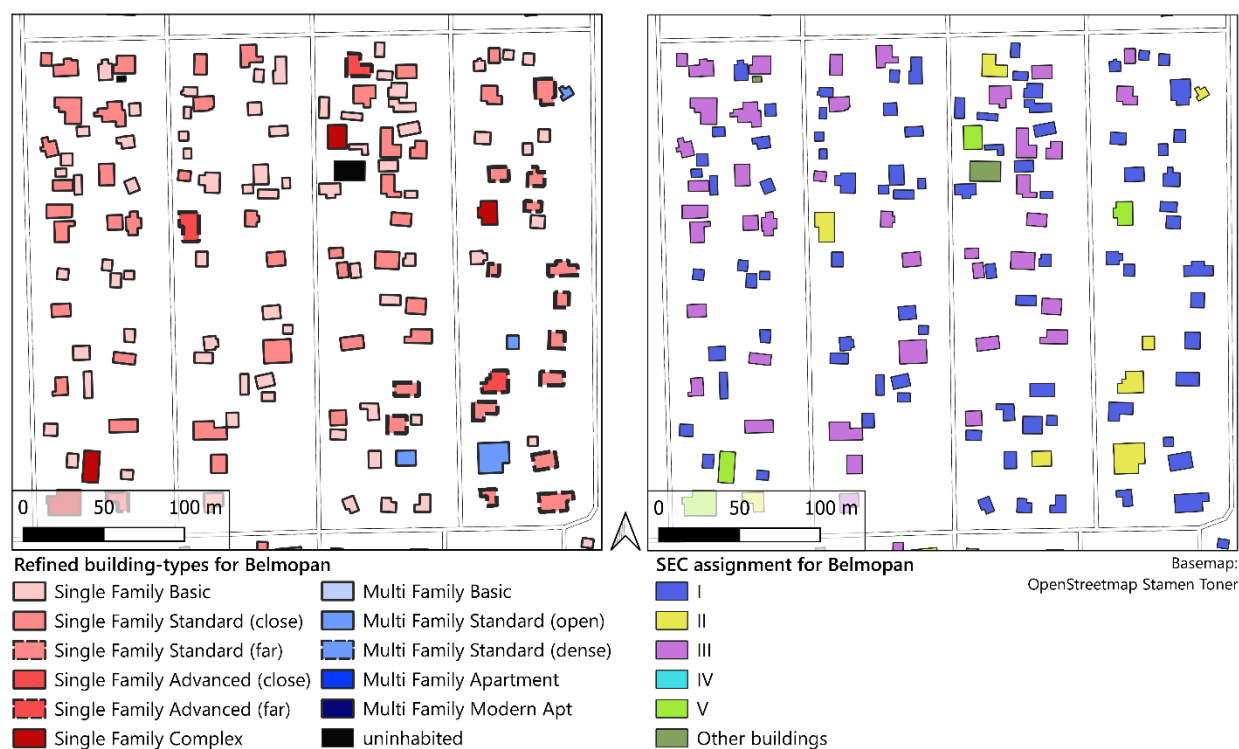 0 50 100 m
0 50 100 m
Refined building-types for Belmopan
Single Family Basic
Single Family Standard (close)
Single Family Standard (far)
Single Family Advanced (close)
Single Family Advanced (far)
Single Family Complex
Multi Family Basic
Multi Family Standard (open)
Multi Family Standard (dense)
Multi Family Apartment
Multi Family Modern Apt
uninhabited
SEC assignment for Belmopan
I
II
III
IV
V
Other buildings
Basemap:
OpenStreetmap Stamen Toner